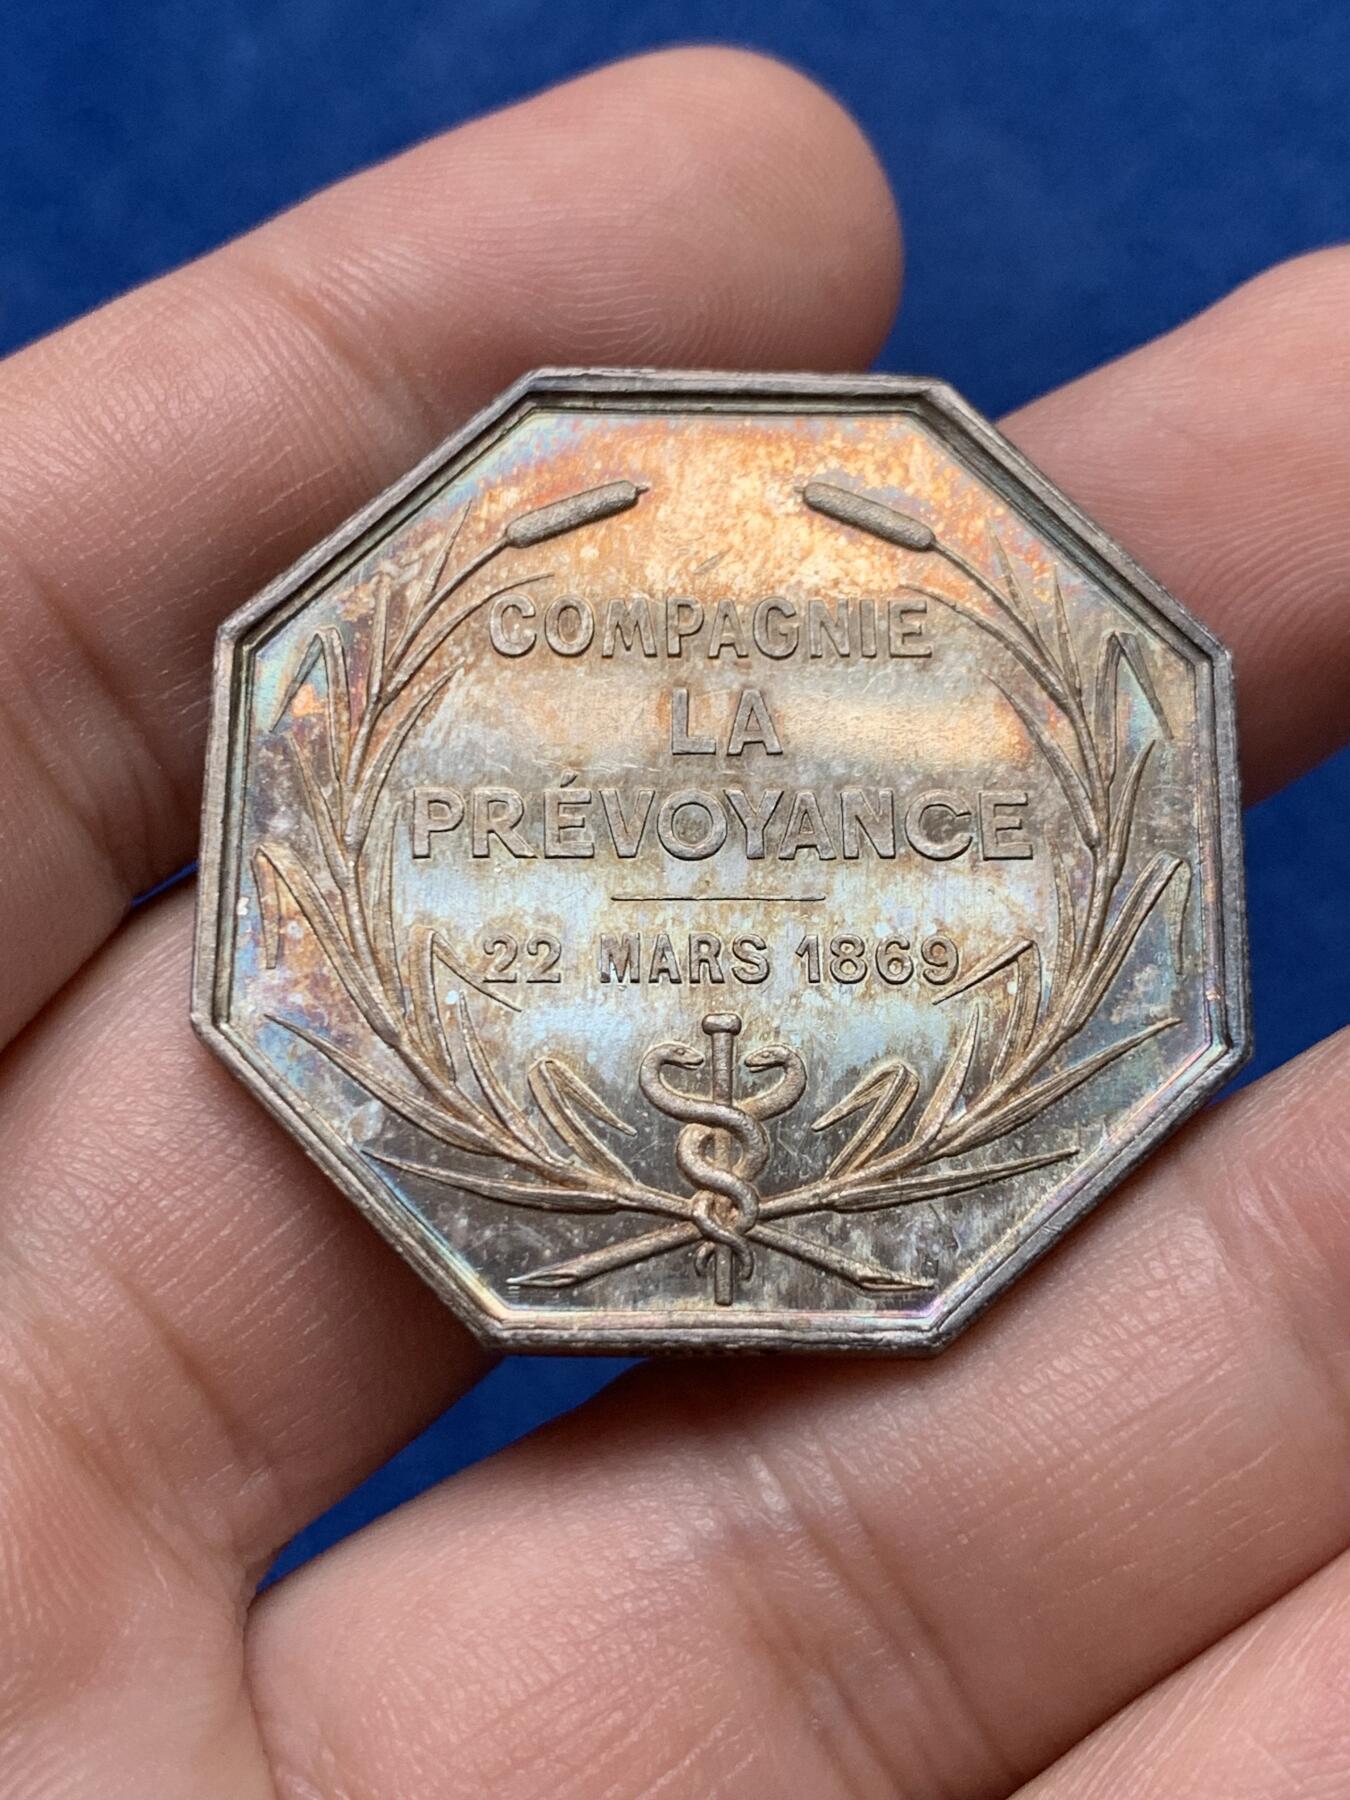 COMPAGNIE
LA
PRÉVOYANCE
22 MARS 1869